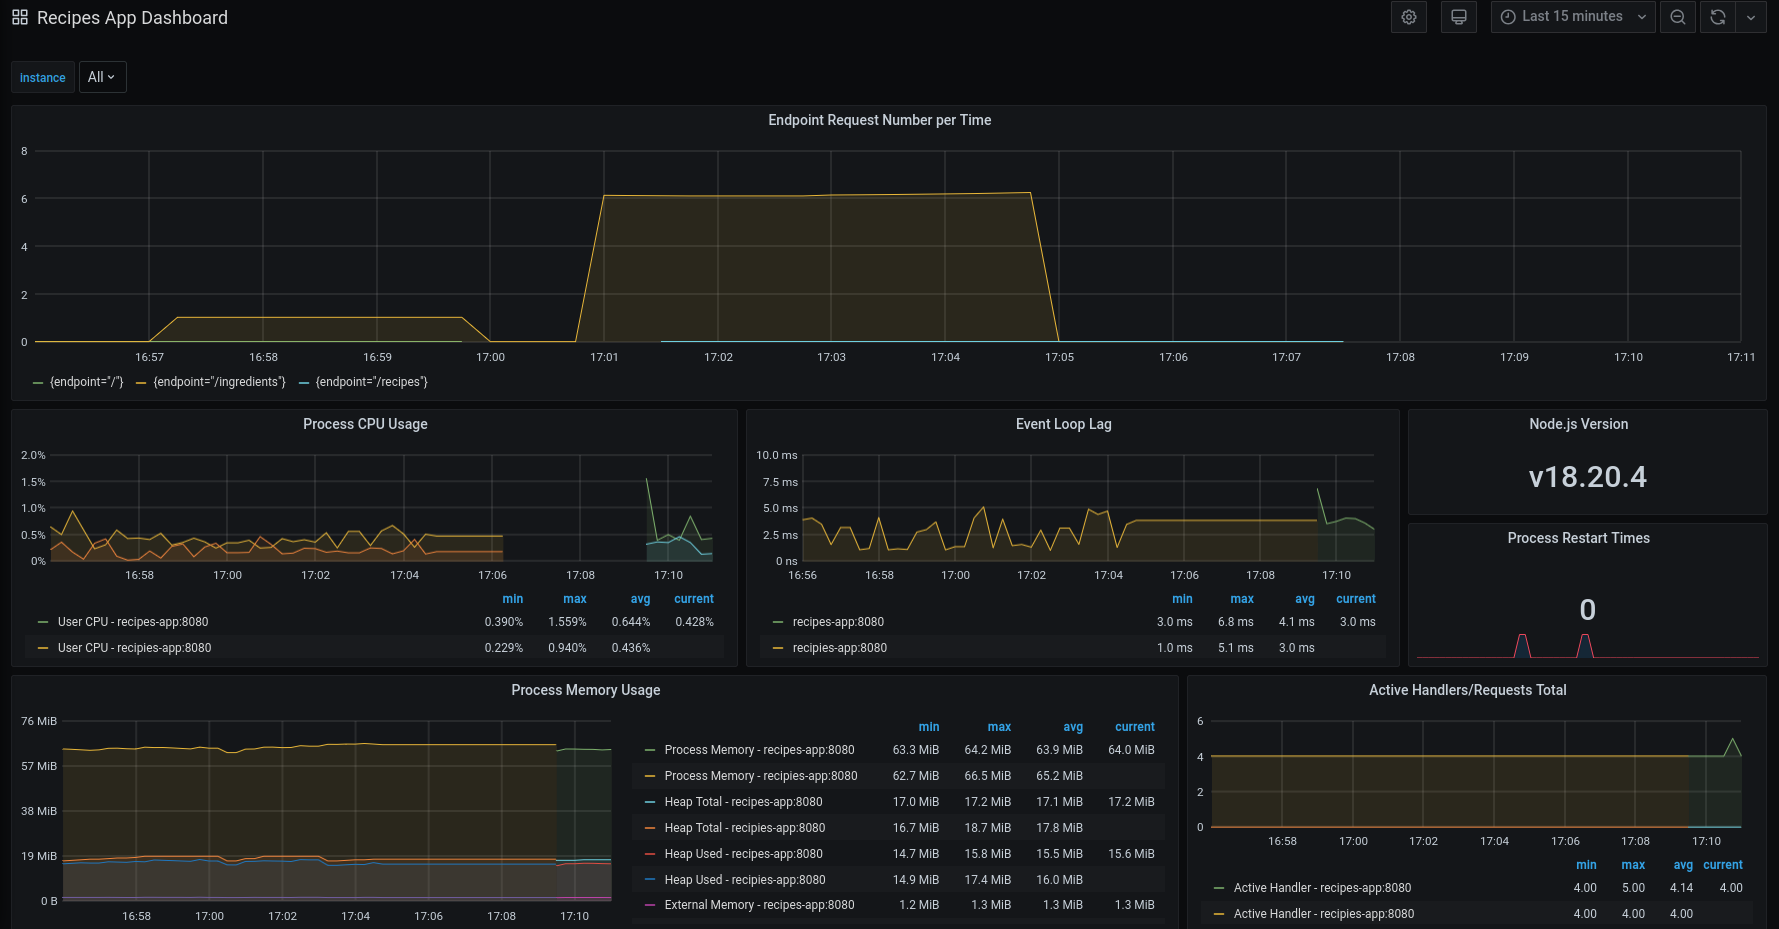 Recipes App Dashboard
Last 15 minutes
instance All
Endpoint Request Number per Time
8
6
4
2
0
16:57 16:58 16:59 17:00 17:01 17:02 17:03 17:04 17:05 17:06 17:07 17:08 17:09 17:10 17:11
{endpoint="/"} {endpoint="/ingredients"} {endpoint="/recipes"}
Process CPU Usage
2.0%
1.5%
1.0%
0.5%
0%
16:58 17:00 17:02 17:04 17:06 17:08 17:10
min max avg current
User CPU - recipes-app:8080 0.390% 1.559% 0.644% 0.428%
User CPU - recipies-app:8080 0.229% 0.940% 0.436%
Event Loop Lag
10.0 ms
7.5 ms
5.0 ms
2.5 ms
0 ns
16:56 16:58 17:00 17:02 17:04 17:06 17:08 17:10
min max avg current
recipes-app:8080 3.0 ms 6.8 ms 4.1 ms 3.0 ms
recipies-app:8080 1.0 ms 5.1 ms 3.0 ms
Node.js Version
v18.20.4
Process Restart Times
0
Process Memory Usage
76 MiB
57 MiB
38 MiB
19 MiB
0 B
16:58 17:00 17:02 17:04 17:06 17:08 17:10
min max avg current
Process Memory - recipes-app:8080 63.3 MiB 64.2 MiB 63.9 MiB 64.0 MiB
Process Memory - recipies-app:8080 62.7 MiB 66.5 MiB 65.2 MiB
Heap Total - recipes-app:8080 17.0 MiB 17.2 MiB 17.1 MiB 17.2 MiB
Heap Total - recipies-app:8080 16.7 MiB 18.7 MiB 17.8 MiB
Heap Used - recipes-app:8080 14.7 MiB 15.8 MiB 15.5 MiB 15.6 MiB
Heap Used - recipies-app:8080 14.9 MiB 17.4 MiB 16.0 MiB
External Memory - recipes-app:8080 1.2 MiB 1.3 MiB 1.3 MiB 1.3 MiB
Active Handlers/Requests Total
6
4
2
0
16:58 17:00 17:02 17:04 17:06 17:08 17:10
min max avg current
Active Handler - recipes-app:8080 4.00 5.00 4.14 4.00
Active Handler - recipies-app:8080 4.00 4.00 4.00